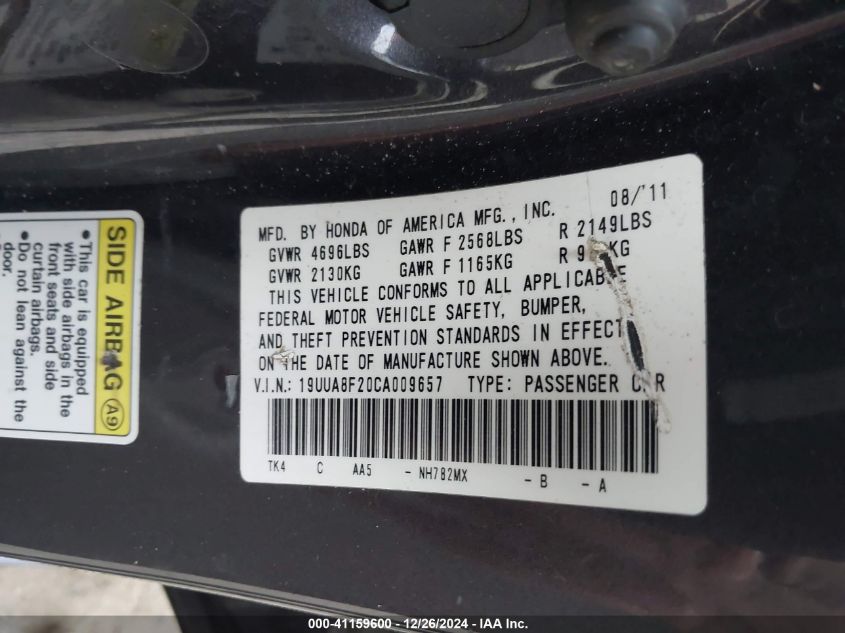 MFD. BY HONDA OF AMERICA MFG., INC. 08/'11
GVWR 4696LBS GAWR F 2568LBS R 2149LBS
GVWR 2130KG GAWR F 1165KG R
THIS VEHICLE CONFORMS TO ALL APPLICABLE
FEDERAL MOTOR VEHICLE SAFETY, BUMPER,
AND THEFT PREVENTION STANDARDS IN EFFECT
ON THE DATE OF MANUFACTURE SHOWN ABOVE.
V.I.N.: 19UUA8F20CA009657 TYPE: PASSENGER CAR
TK4 C AA5 - NH782MX - B - A
SIDE AIRBAG A9
•This car is equipped
with side airbags in the
front seats and side
curtain airbags.
•Do not lean against the
door.
000-41159600 - 12/26/2024 - IAA Inc.